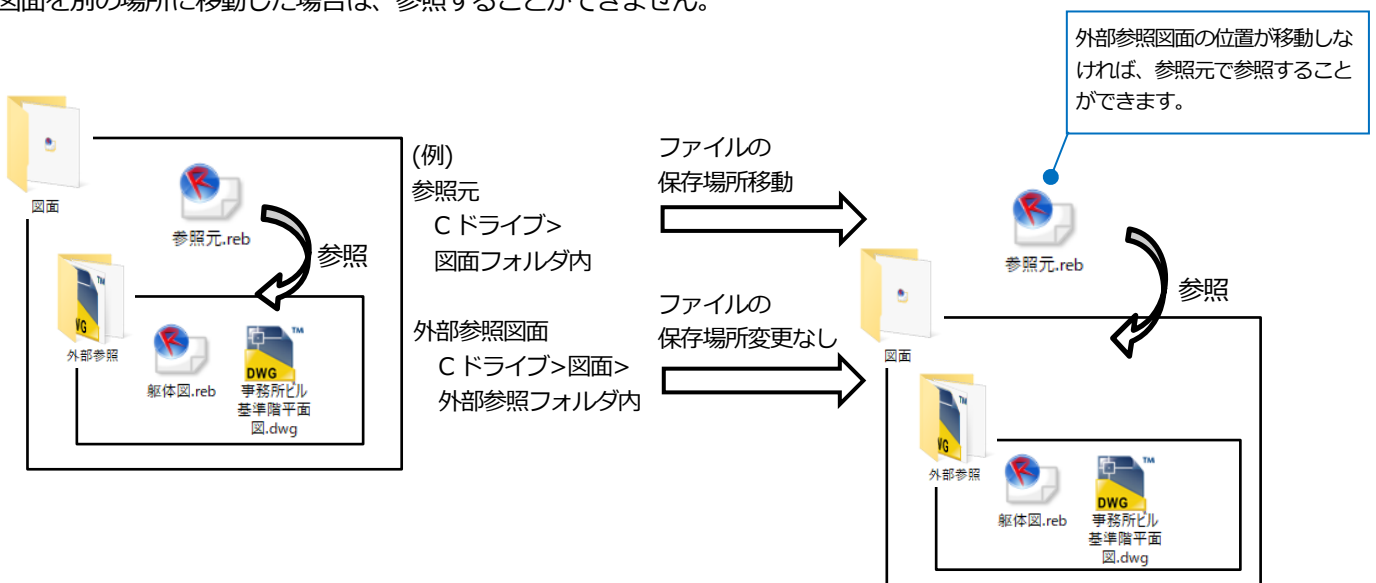 図面を別の場所に移動した場合は、参照することができません。
外部参照図面の位置が移動しな
ければ、参照元で参照すること
ができます。
図面
参照元.reb
参照
外部参照
TM
WG
躯体図.reb
TM
DWG
事務所ビル
基準階平面
図.dwg
(例)
参照元
C ドライブ>
図面フォルダ内
外部参照図面
C ドライブ>図面>
外部参照フォルダ内
ファイルの
保存場所移動
ファイルの
保存場所変更なし
参照元.reb
参照
図面
外部参照
TM
WG
躯体図.reb
TM
DWG
事務所ビル
基準階平面
図.dwg